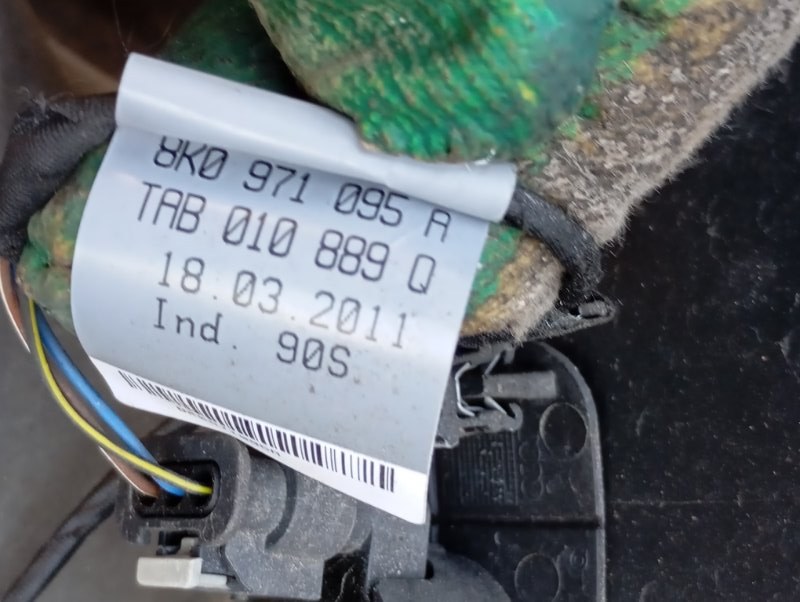 8K0 971 095 A
TAB 010 889 Q
18.03.2011
Ind. 90S